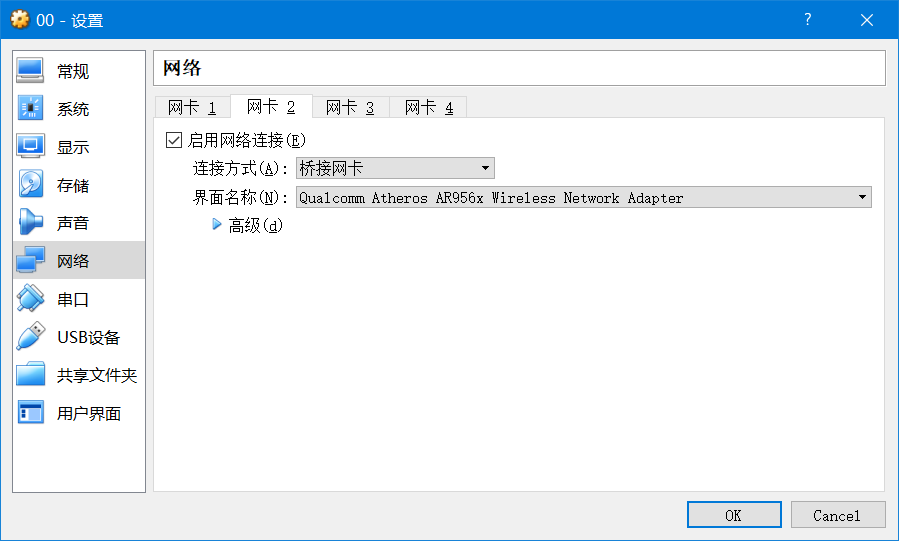 00 - 设置
?
常规
系统
显示
存储
声音
网络
串口
USB设备
共享文件夹
用户界面
网络
网卡 1 网卡 2 网卡 3 网卡 4
启用网络连接(E)
连接方式(A): 桥接网卡
界面名称(N): Qualcomm Atheros AR956x Wireless Network Adapter
高级(d)
OK Cancel